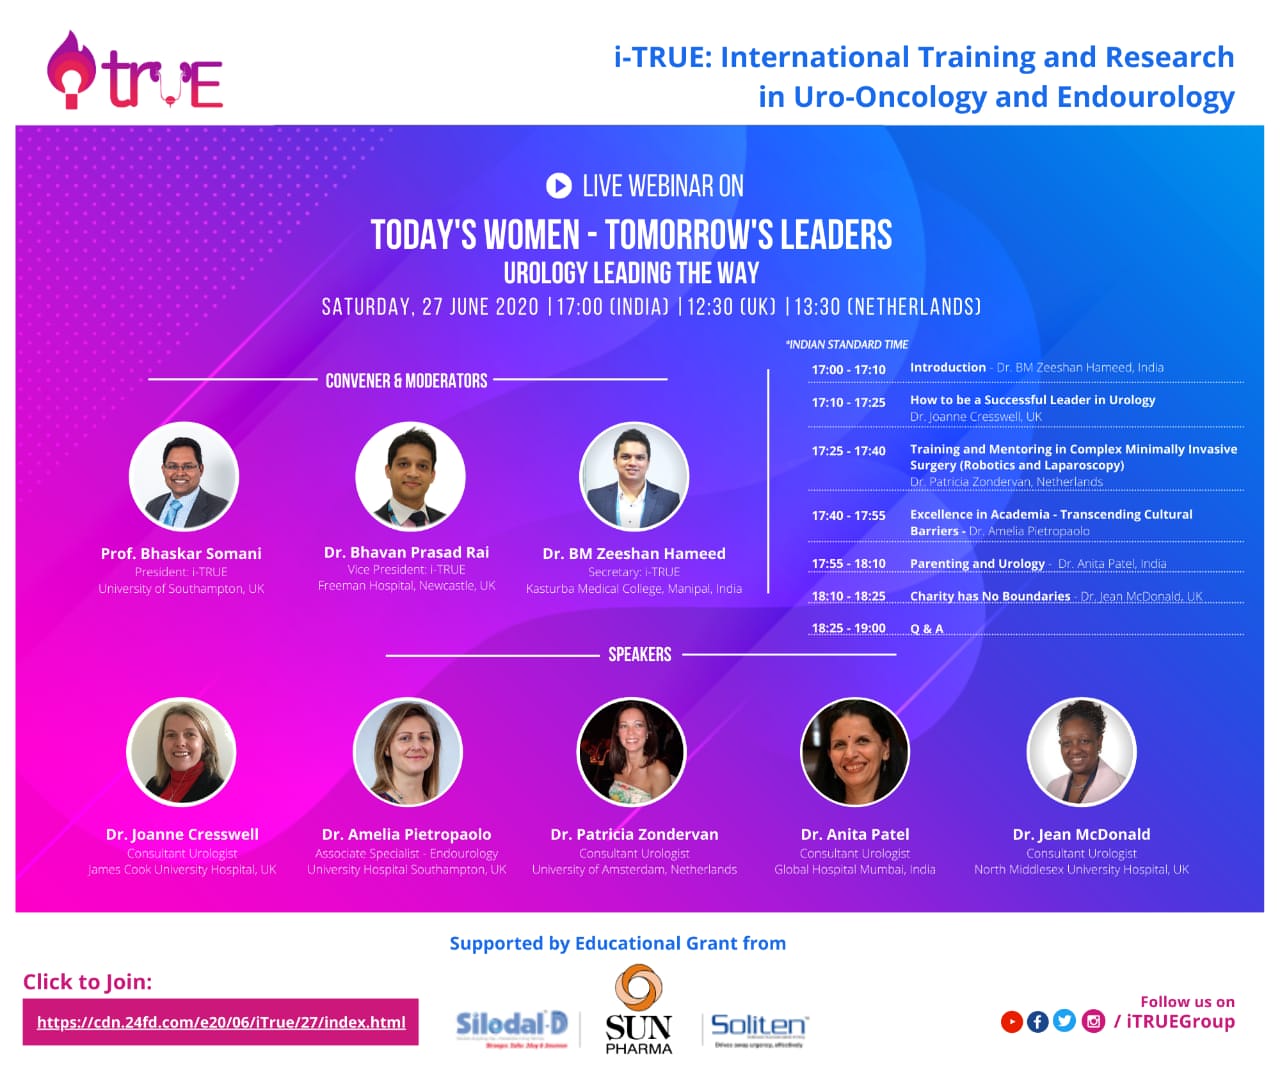 trUE
i-TRUE: International Training and Research
in Uro-Oncology and Endourology
LIVE WEBINAR ON
TODAY'S WOMEN - TOMORROW'S LEADERS
UROLOGY LEADING THE WAY
SATURDAY, 27 JUNE 2020 |17:00 (INDIA) |12:30 (UK) |13:30 (NETHERLANDS)
CONVENER & MODERATORS
Prof. Bhaskar Somani
President: i-TRUE
University of Southampton, UK
Dr. Bhavan Prasad Rai
Vice President: i-TRUE
Freeman Hospital, Newcastle, UK
Dr. BM Zeeshan Hameed
Secretary: i-TRUE
Kasturba Medical College, Manipal, India
*INDIAN STANDARD TIME
17:00 - 17:10 Introduction - Dr. BM Zeeshan Hameed, India
17:10 - 17:25 How to be a Successful Leader in Urology
Dr. Joanne Cresswell, UK
17:25 - 17:40 Training and Mentoring in Complex Minimally Invasive
Surgery (Robotics and Laparoscopy)
Dr. Patricia Zondervan, Netherlands
17:40 - 17:55 Excellence in Academia - Transcending Cultural
Barriers - Dr. Amelia Pietropaolo
17:55 - 18:10 Parenting and Urology - Dr. Anita Patel, India
18:10 - 18:25 Charity has No Boundaries - Dr. Jean McDonald, UK
18:25 - 19:00 Q & A
SPEAKERS
Dr. Joanne Cresswell
Consultant Urologist
James Cook University Hospital, UK
Dr. Amelia Pietropaolo
Associate Specialist - Endourology
University Hospital Southampton, UK
Dr. Patricia Zondervan
Consultant Urologist
University of Amsterdam, Netherlands
Dr. Anita Patel
Consultant Urologist
Global Hospital Mumbai, India
Dr. Jean McDonald
Consultant Urologist
North Middlesex University Hospital, UK
Supported by Educational Grant from
Click to Join:
https://cdn.24fd.com/e20/06/iTrue/27/index.html
Silodal-D
SUN
PHARMA
Soliten
Follow us on
/ iTRUEGroup